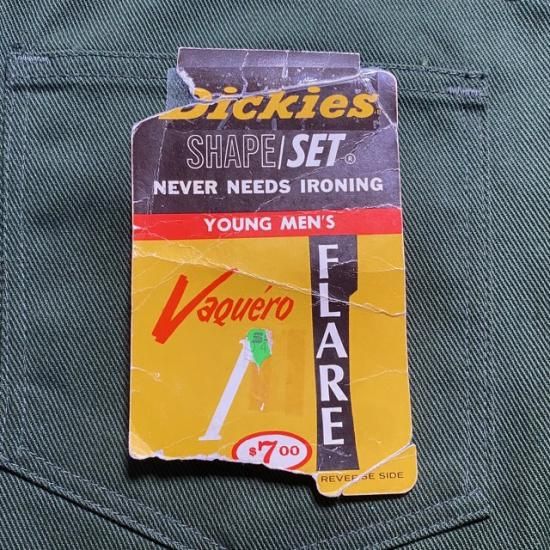 Dickies
SHAPE/SET®
NEVER NEEDS IRONING
YOUNG MEN'S
Vaquéro
FLARE
$7.00
REVERSE SIDE